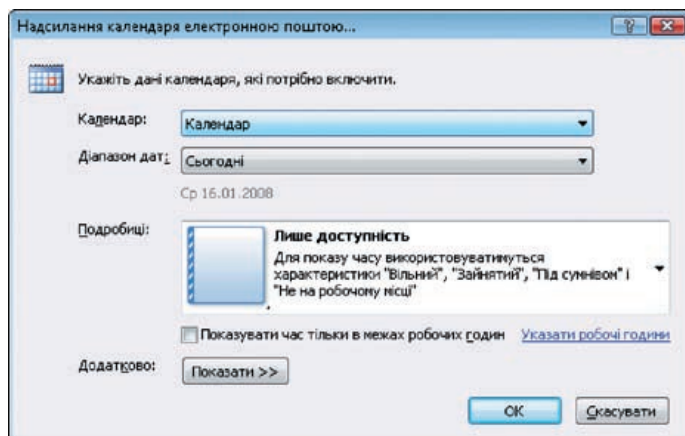 Надсилання календаря електронною поштою...
Укажіть дані календаря, які потрібно включити.
Календар: Календар
Діапазон дат: Сьогодні
Ср 16.01.2008
Подробиці: Лише доступність
Для показу часу використовуватимуться
характеристики "Вільний", "Зайнятий", "Під сумнівом" і
"Не на робочому місці"
Показувати час тільки в межах робочих годин Указати робочі години
Додатково: Показати >>
ОК Скасувати